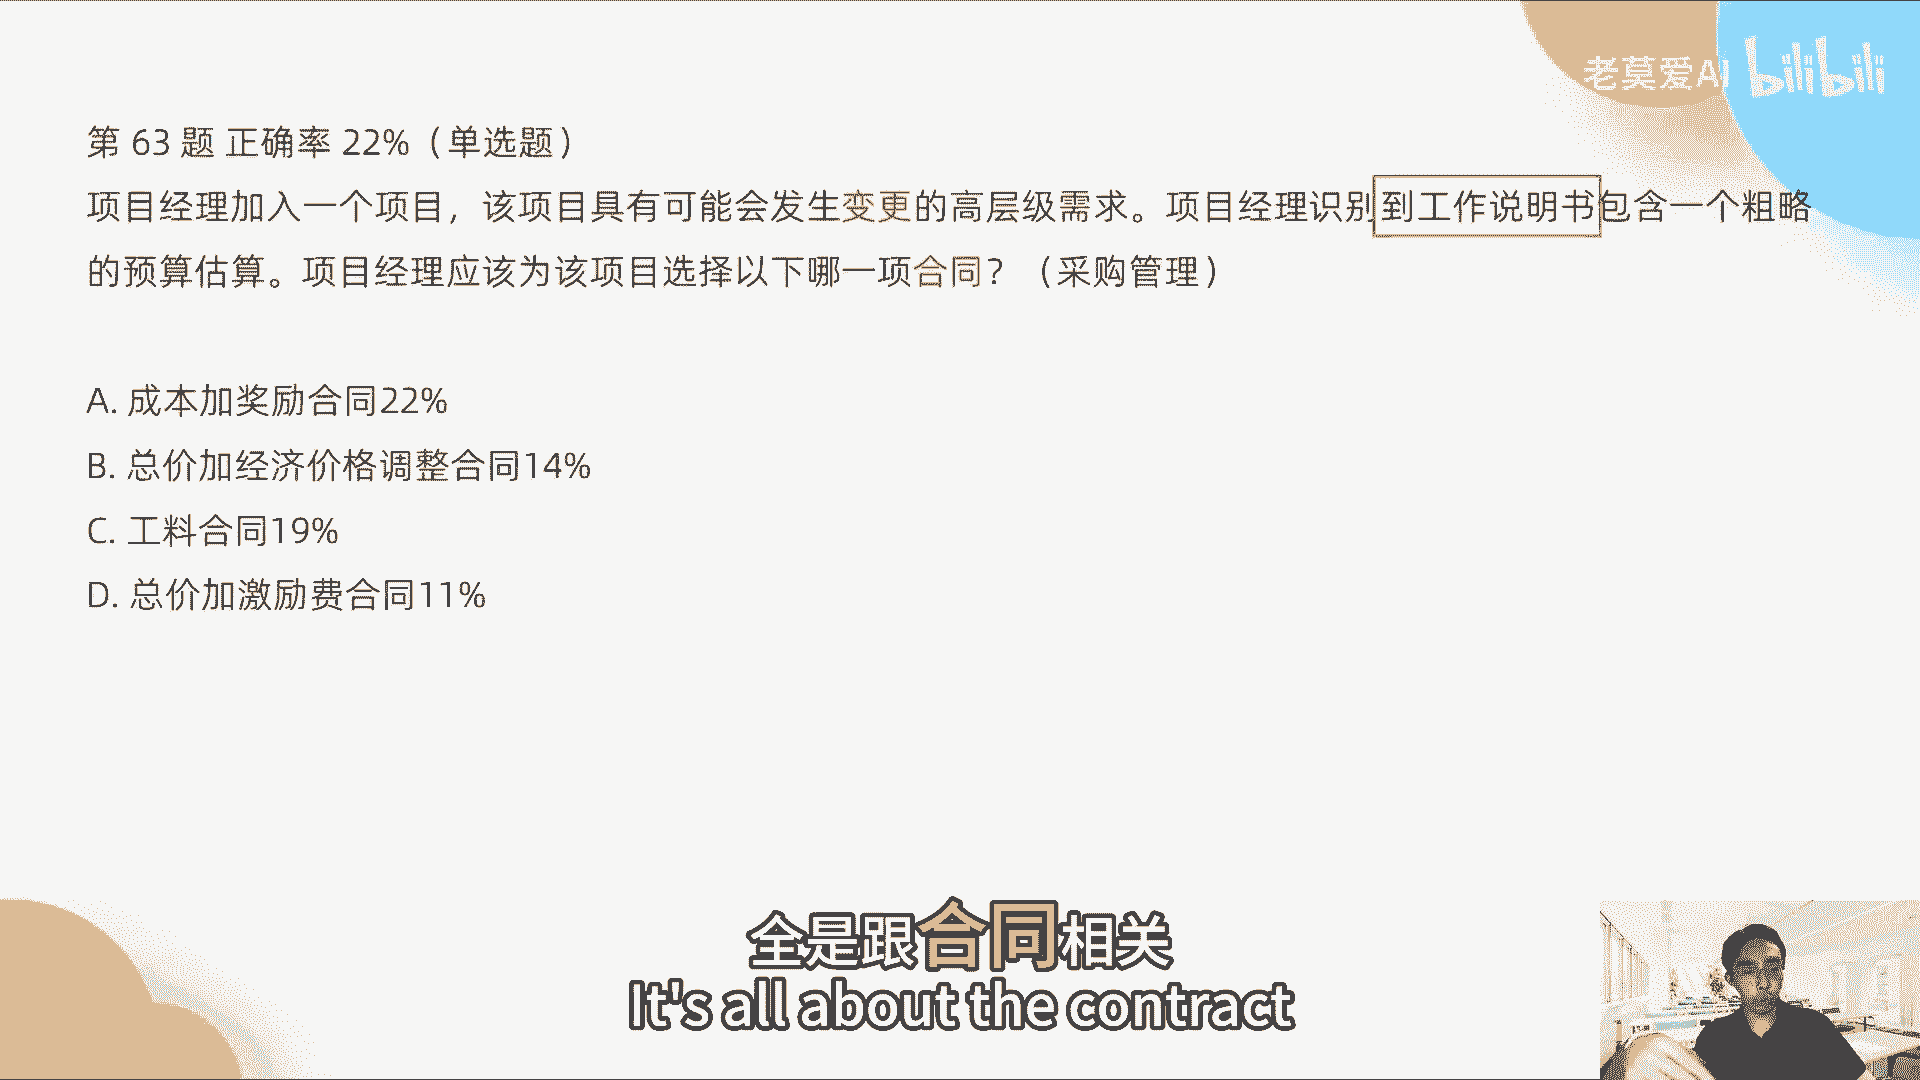 老莫爱AI bilibili
第 63 题 正确率 22%（单选题）
项目经理加入一个项目，该项目具有可能会发生变更的高层级需求。项目经理识别到工作说明书包含一个粗略
的预算估算。项目经理应该为该项目选择以下哪一项合同？（采购管理）
A. 成本加奖励合同22%
B. 总价加经济价格调整合同14%
C. 工料合同19%
D. 总价加激励费合同11%
全是跟合同相关
It's all about the contract